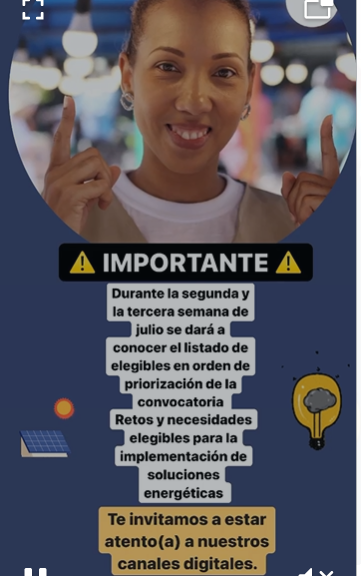 ⚠️ IMPORTANTE ⚠️
Durante la segunda y
la tercera semana de
julio se dará a
conocer el listado de
elegibles en orden de
priorización de la
convocatoria
Retos y necesidades
elegibles para la
implementación de
soluciones
energéticas
Te invitamos a estar
atento(a) a nuestros
canales digitales.